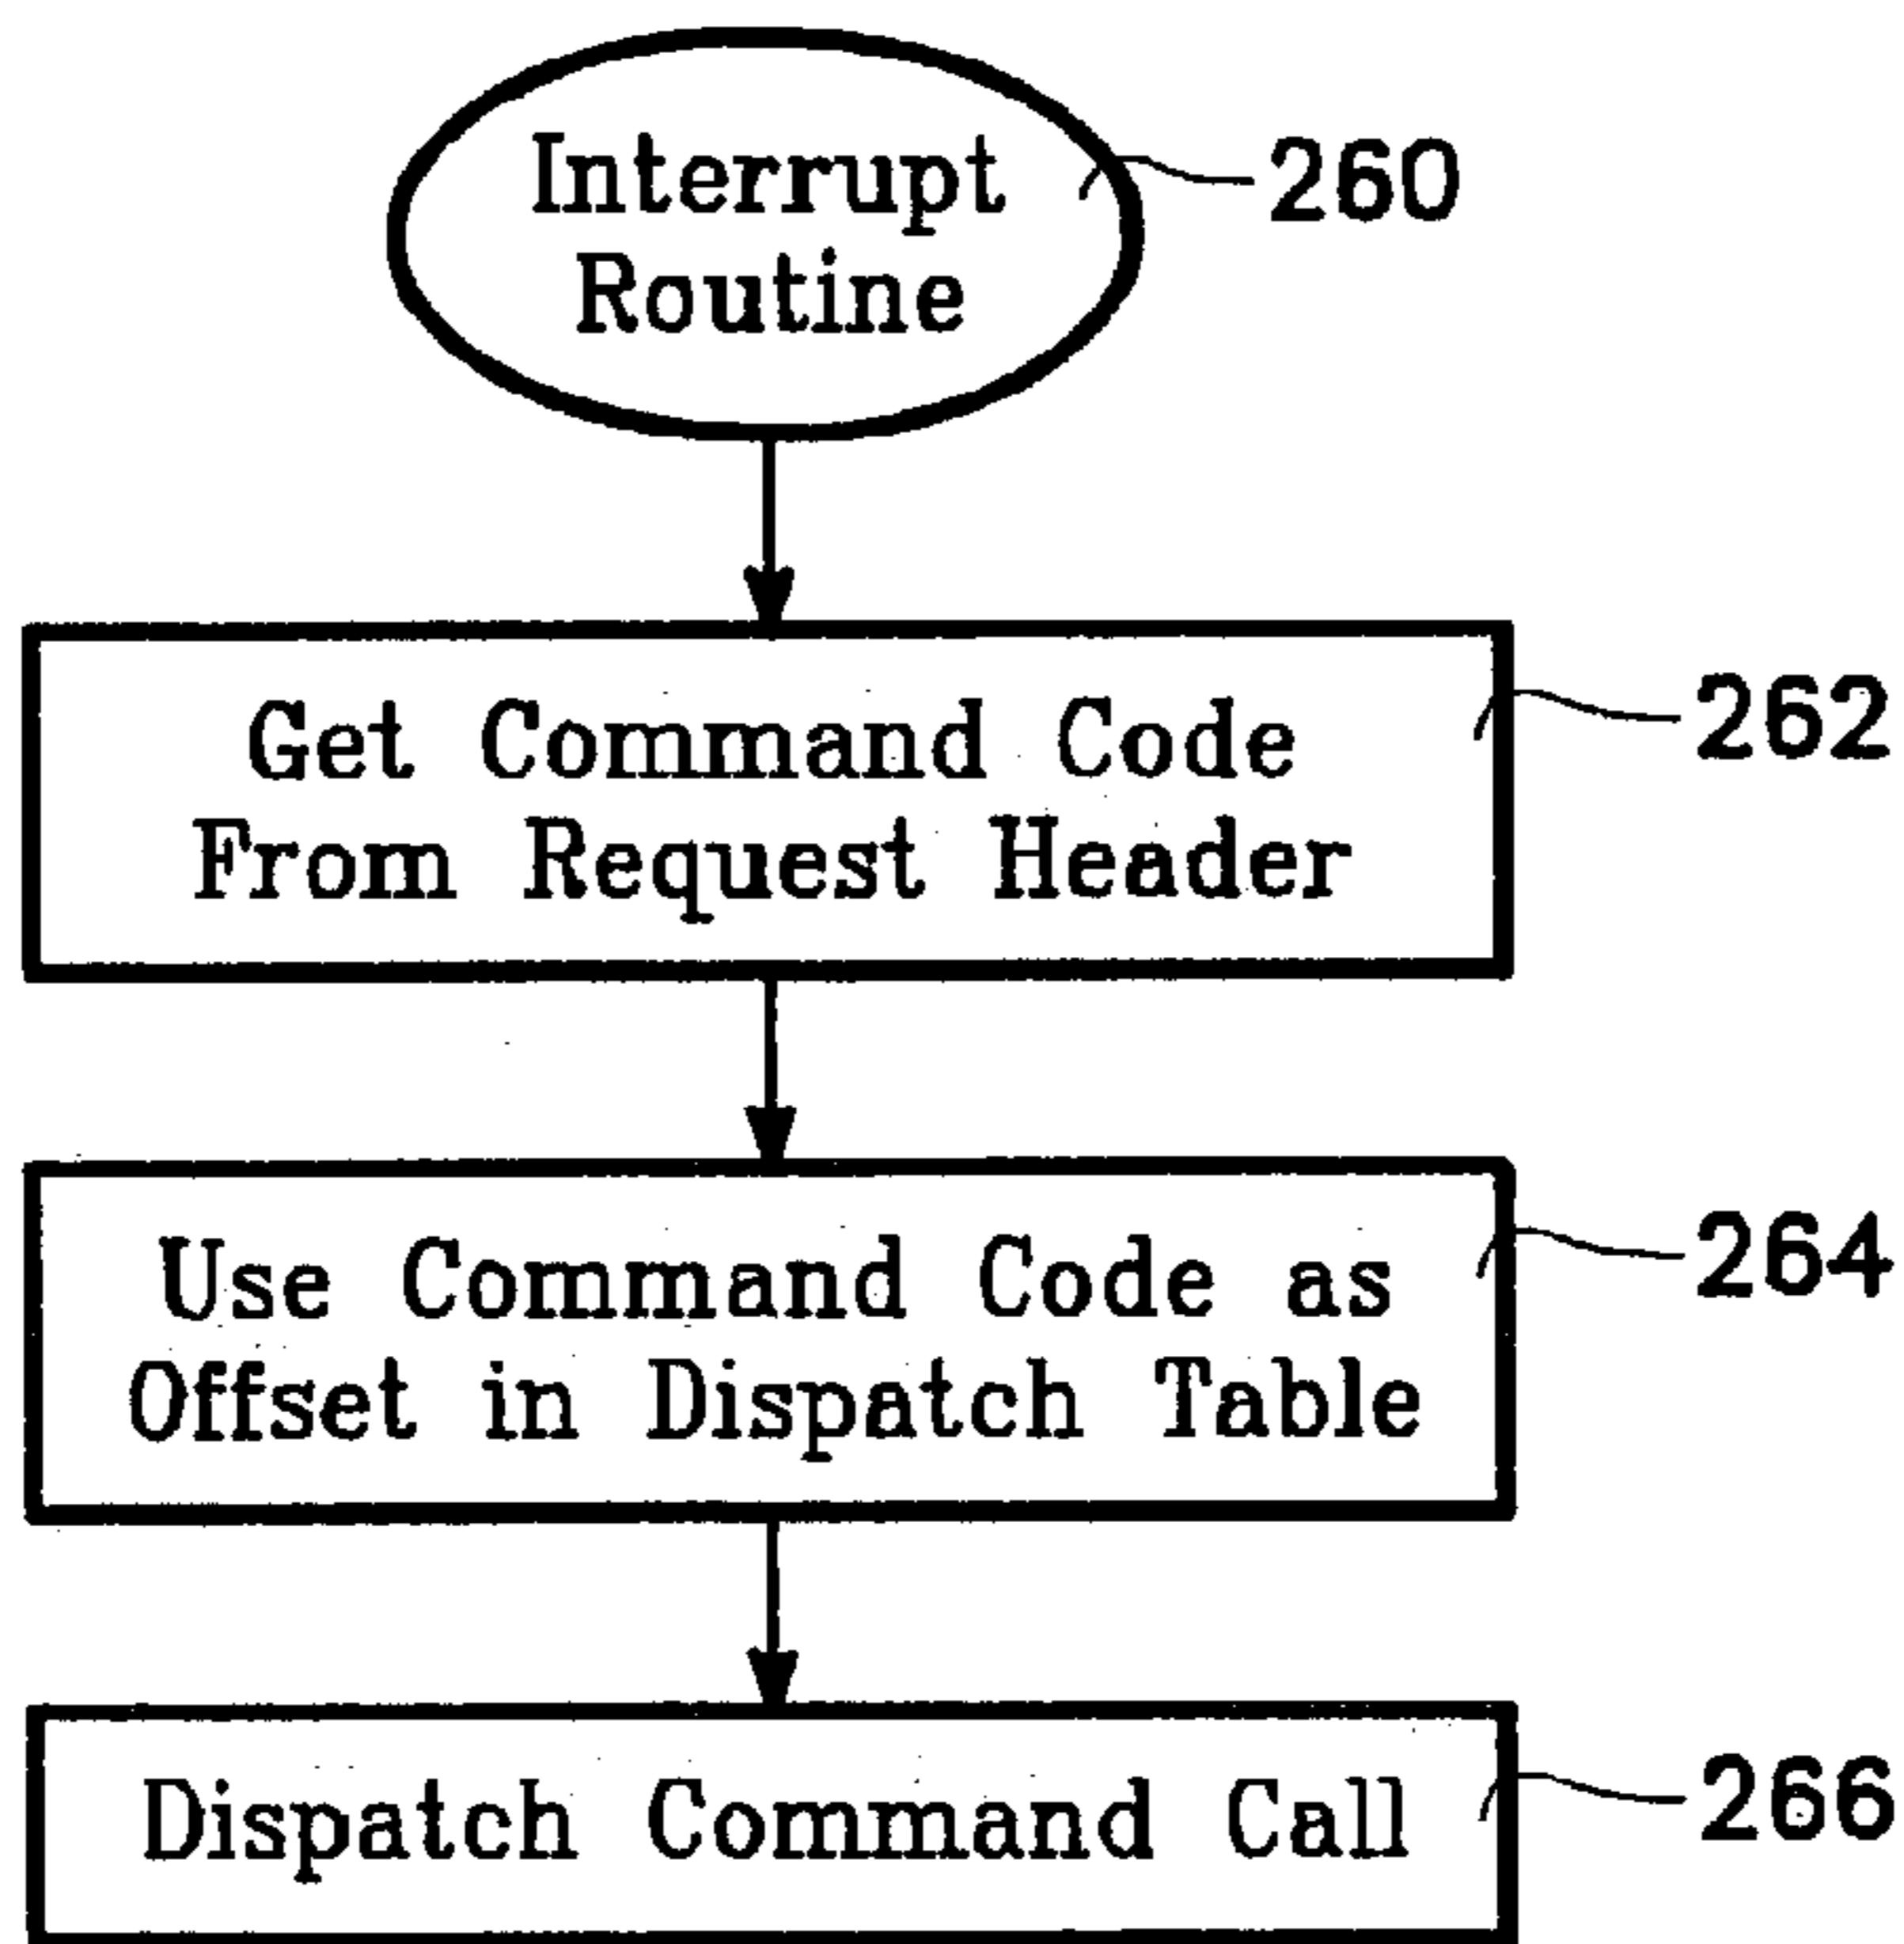 Interrupt
Routine
260
Get Command Code
From Request Header
262
Use Command Code as
Offset in Dispatch Table
264
Dispatch Command Call
266